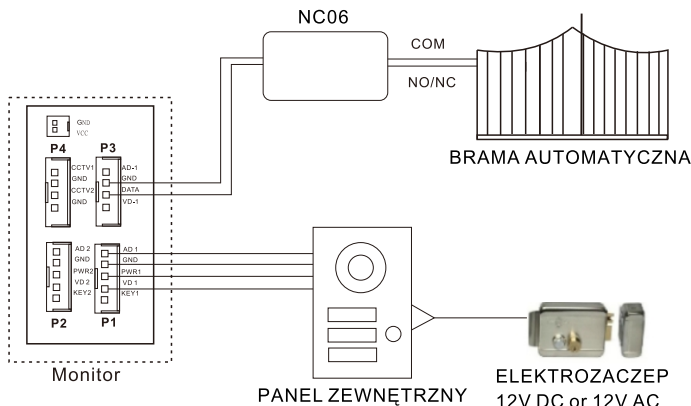 NC06
COM
NO/NC
BRAMA AUTOMATYCZNA
GND
VCC
P4 P3
CCTV1 AD-1
GND GND
CCTV2 DATA
GND VD-1
AD 2 AD 1
GND GND
PWR2 PWR1
VD 2 VD 1
KEY2 KEY1
P2 P1
Monitor
PANEL ZEWNĘTRZNY
ELEKTROZACZEP
12V DC or 12V AC